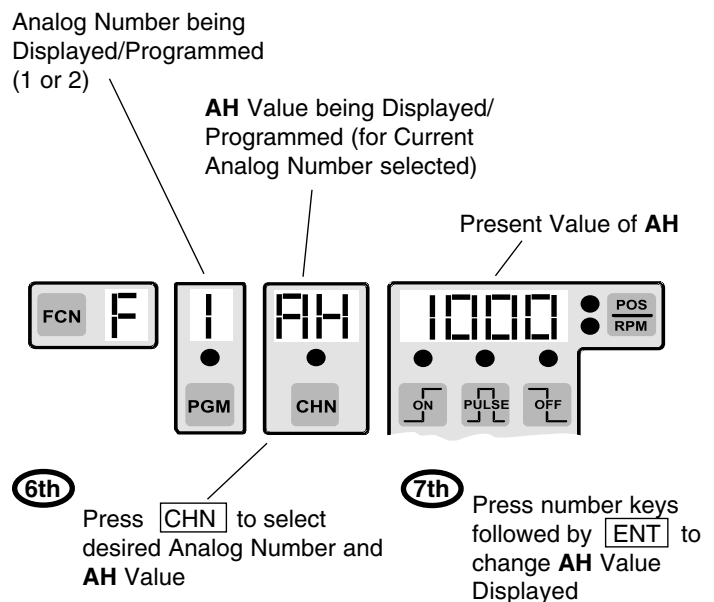 Analog Number being
Displayed/Programmed
(1 or 2)
AH Value being Displayed/
Programmed (for Current
Analog Number selected)
Present Value of AH
FCN F 1 AH 1000 POS
RPM
PGM CHN ON PULSE OFF
6th
Press CHN to select
desired Analog Number and
AH Value
7th
Press number keys
followed by ENT to
change AH Value
Displayed